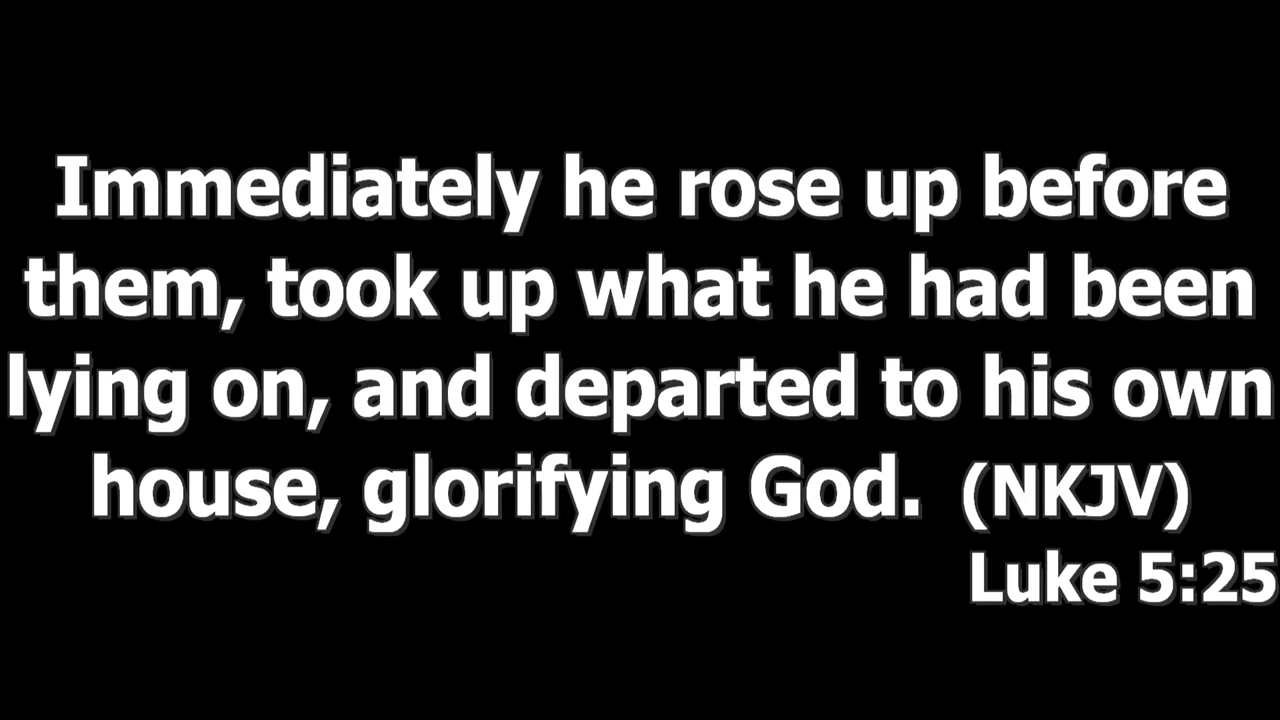 Immediately he rose up before
them, took up what he had been
lying on, and departed to his own
house, glorifying God. (NKJV)
Luke 5:25